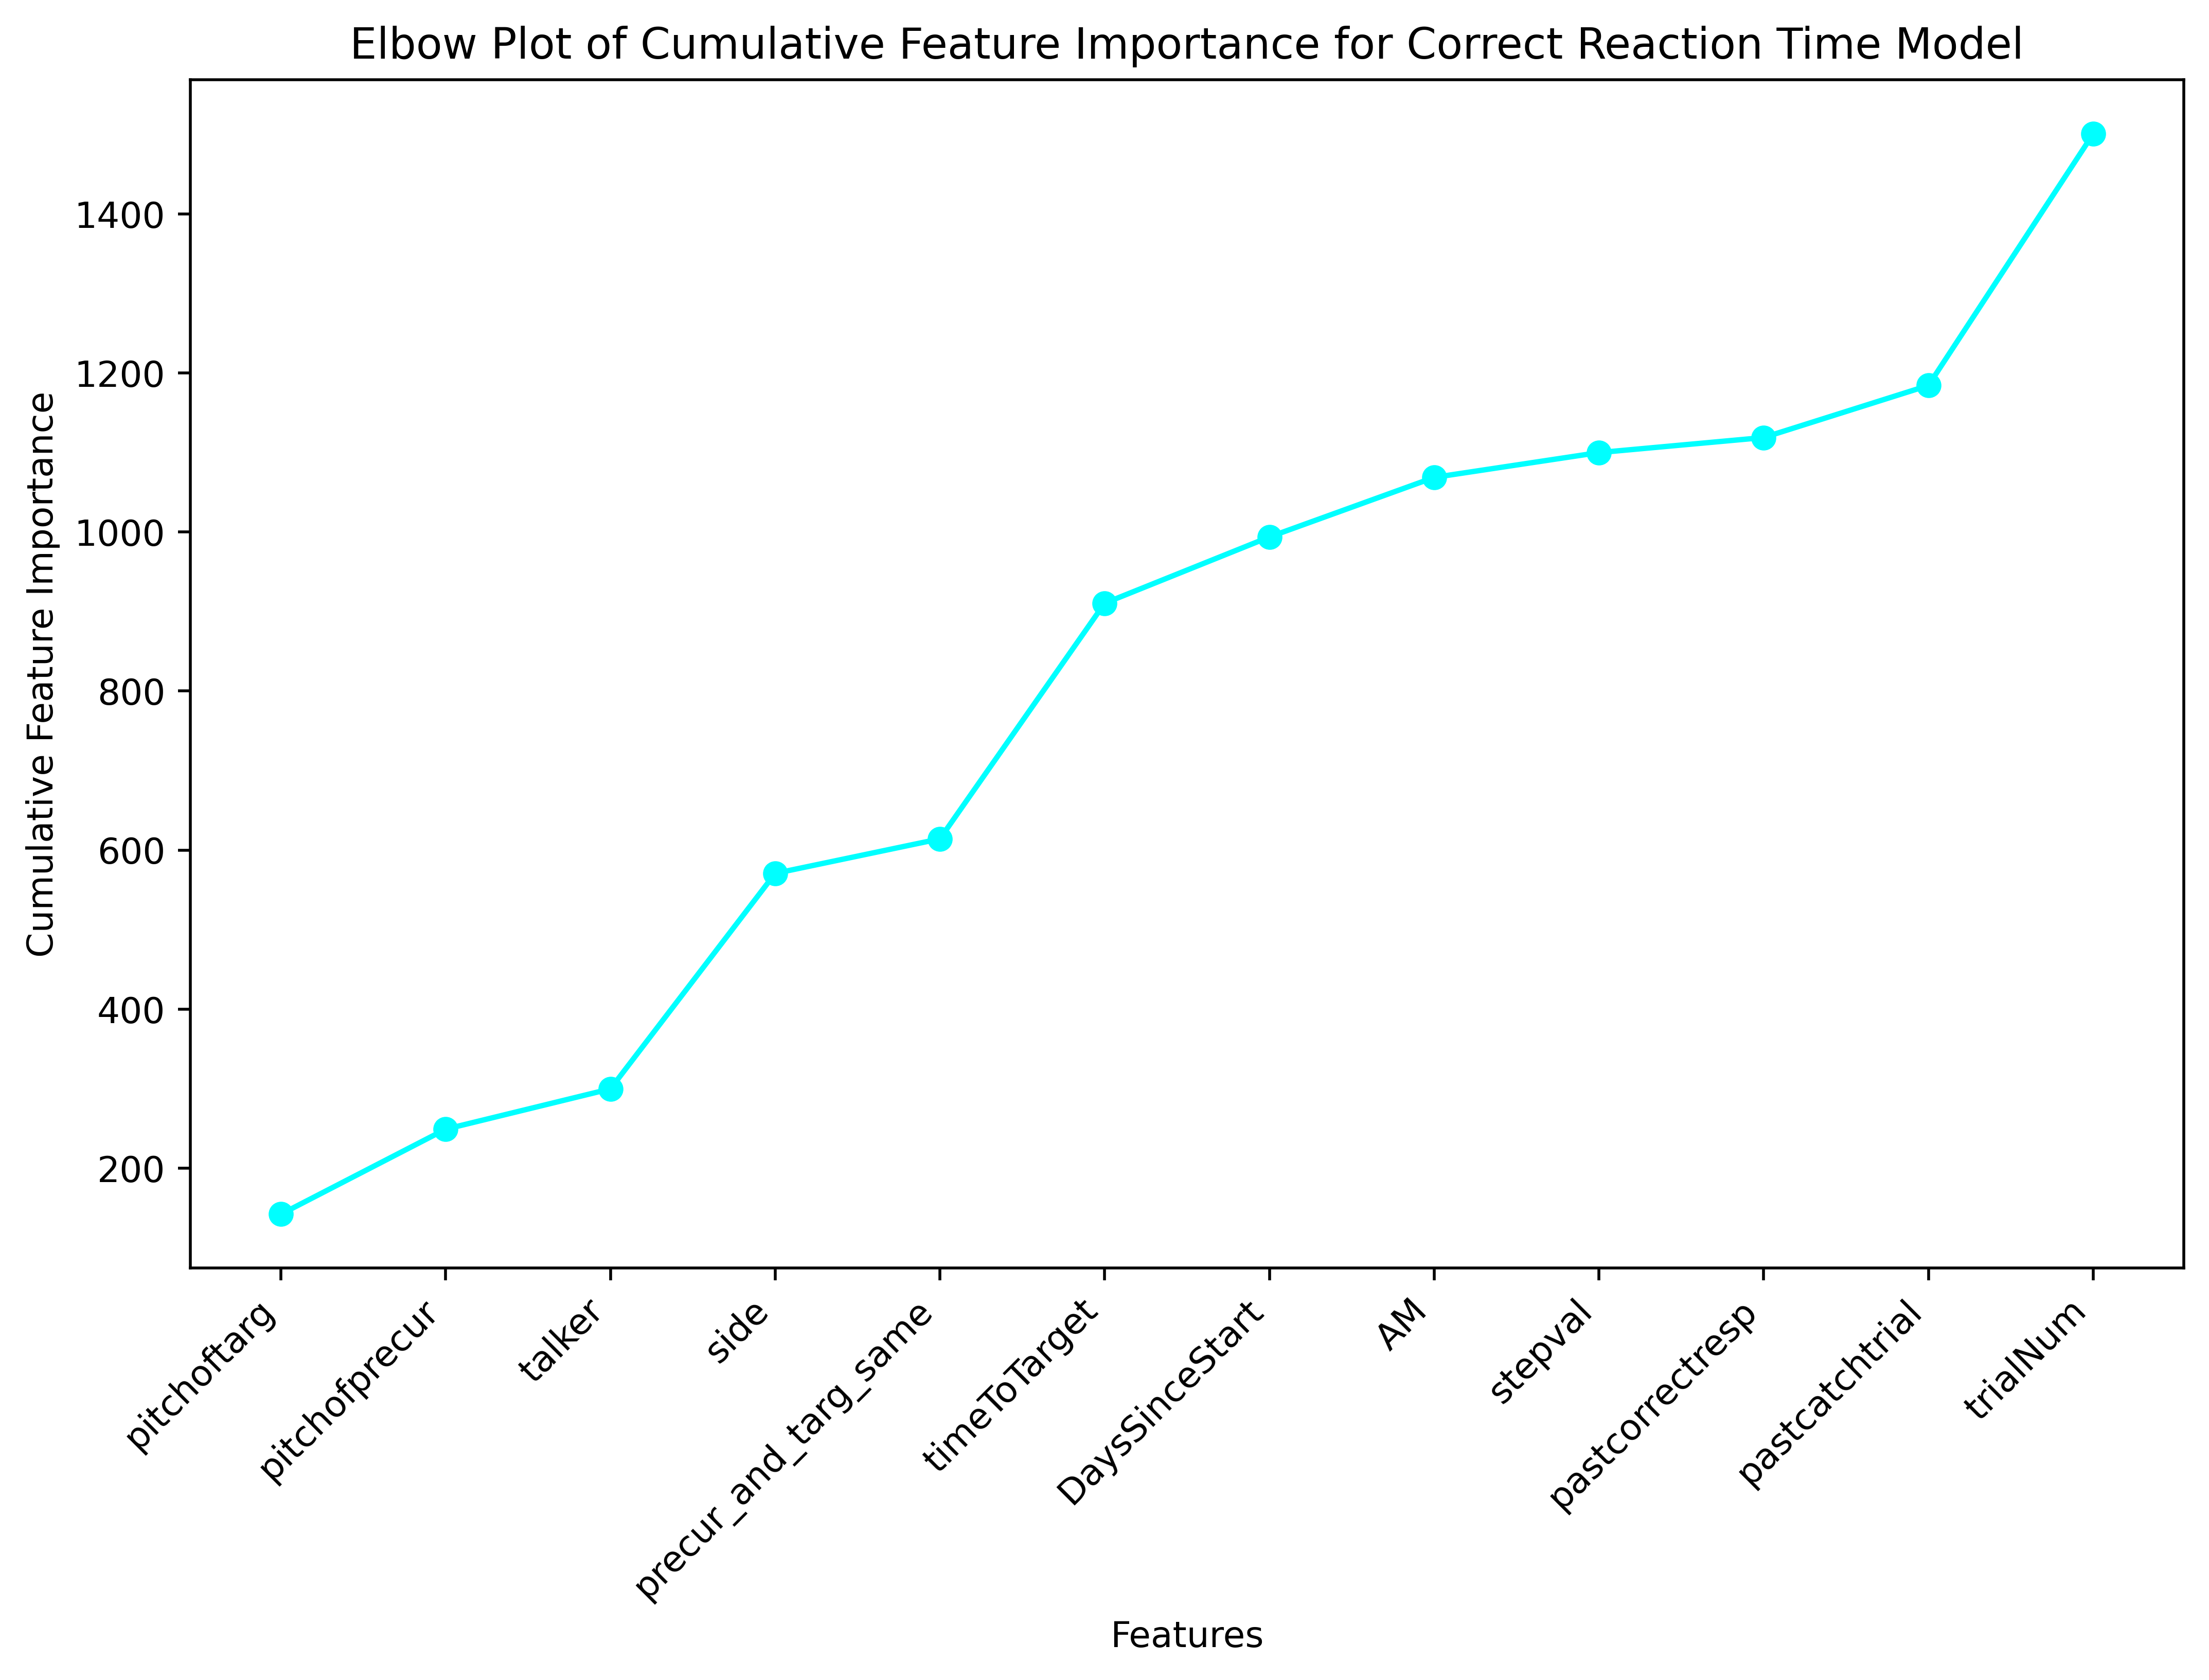 Elbow Plot of Cumulative Feature Importance for Correct Reaction Time Model
Cumulative Feature Importance
1400
1200
1000
800
600
400
200
pitchoftarg
pitchofprecur
talker
side
precur_and_targ_same
timeToTarget
DaysSinceStart
AM
stepval
pastcorrectresp
pastcatchtrial
trialNum
Features